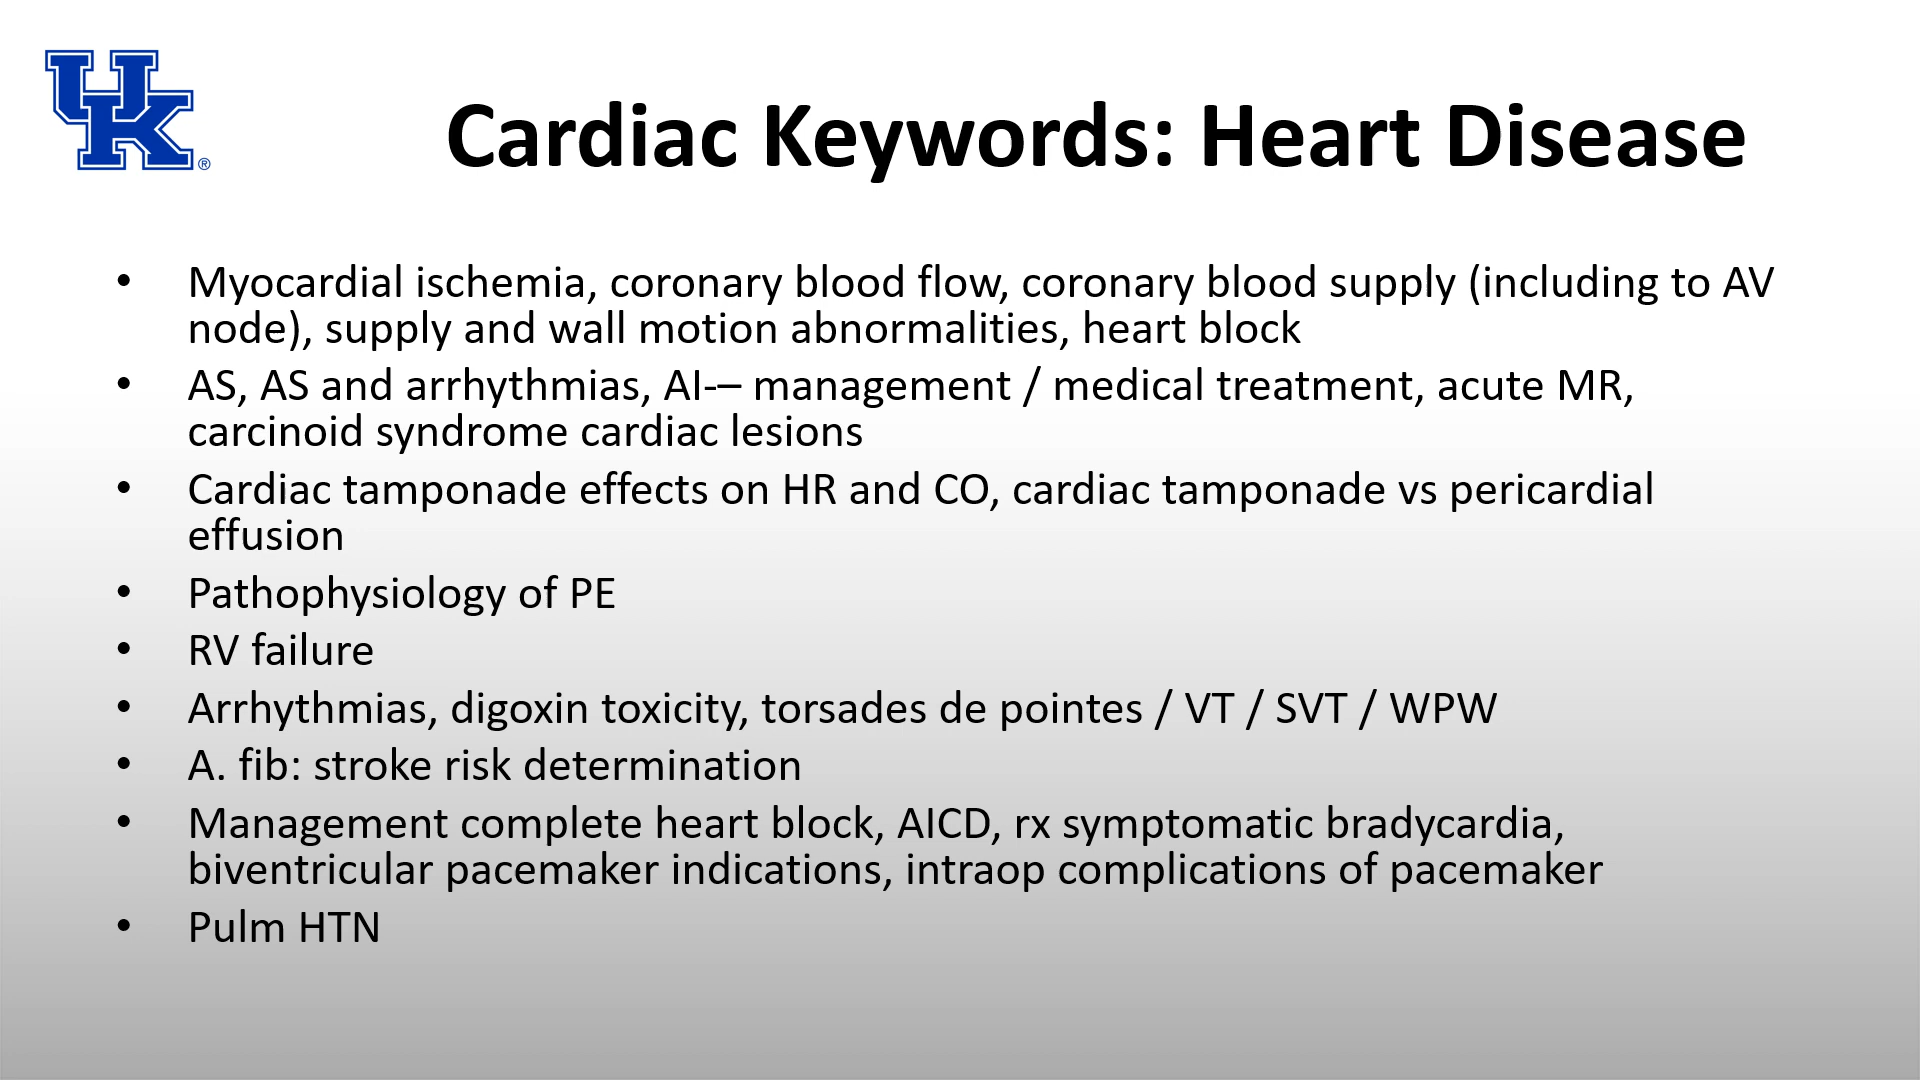 UK®
Cardiac Keywords: Heart Disease
• Myocardial ischemia, coronary blood flow, coronary blood supply (including to AV
node), supply and wall motion abnormalities, heart block
• AS, AS and arrhythmias, AI-– management / medical treatment, acute MR,
carcinoid syndrome cardiac lesions
• Cardiac tamponade effects on HR and CO, cardiac tamponade vs pericardial
effusion
• Pathophysiology of PE
• RV failure
• Arrhythmias, digoxin toxicity, torsades de pointes / VT / SVT / WPW
• A. fib: stroke risk determination
• Management complete heart block, AICD, rx symptomatic bradycardia,
biventricular pacemaker indications, intraop complications of pacemaker
• Pulm HTN